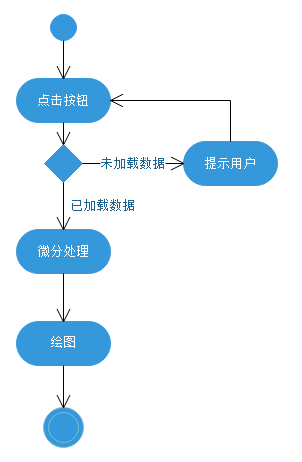 点击按钮
未加载数据
提示用户
已加载数据
微分处理
绘图